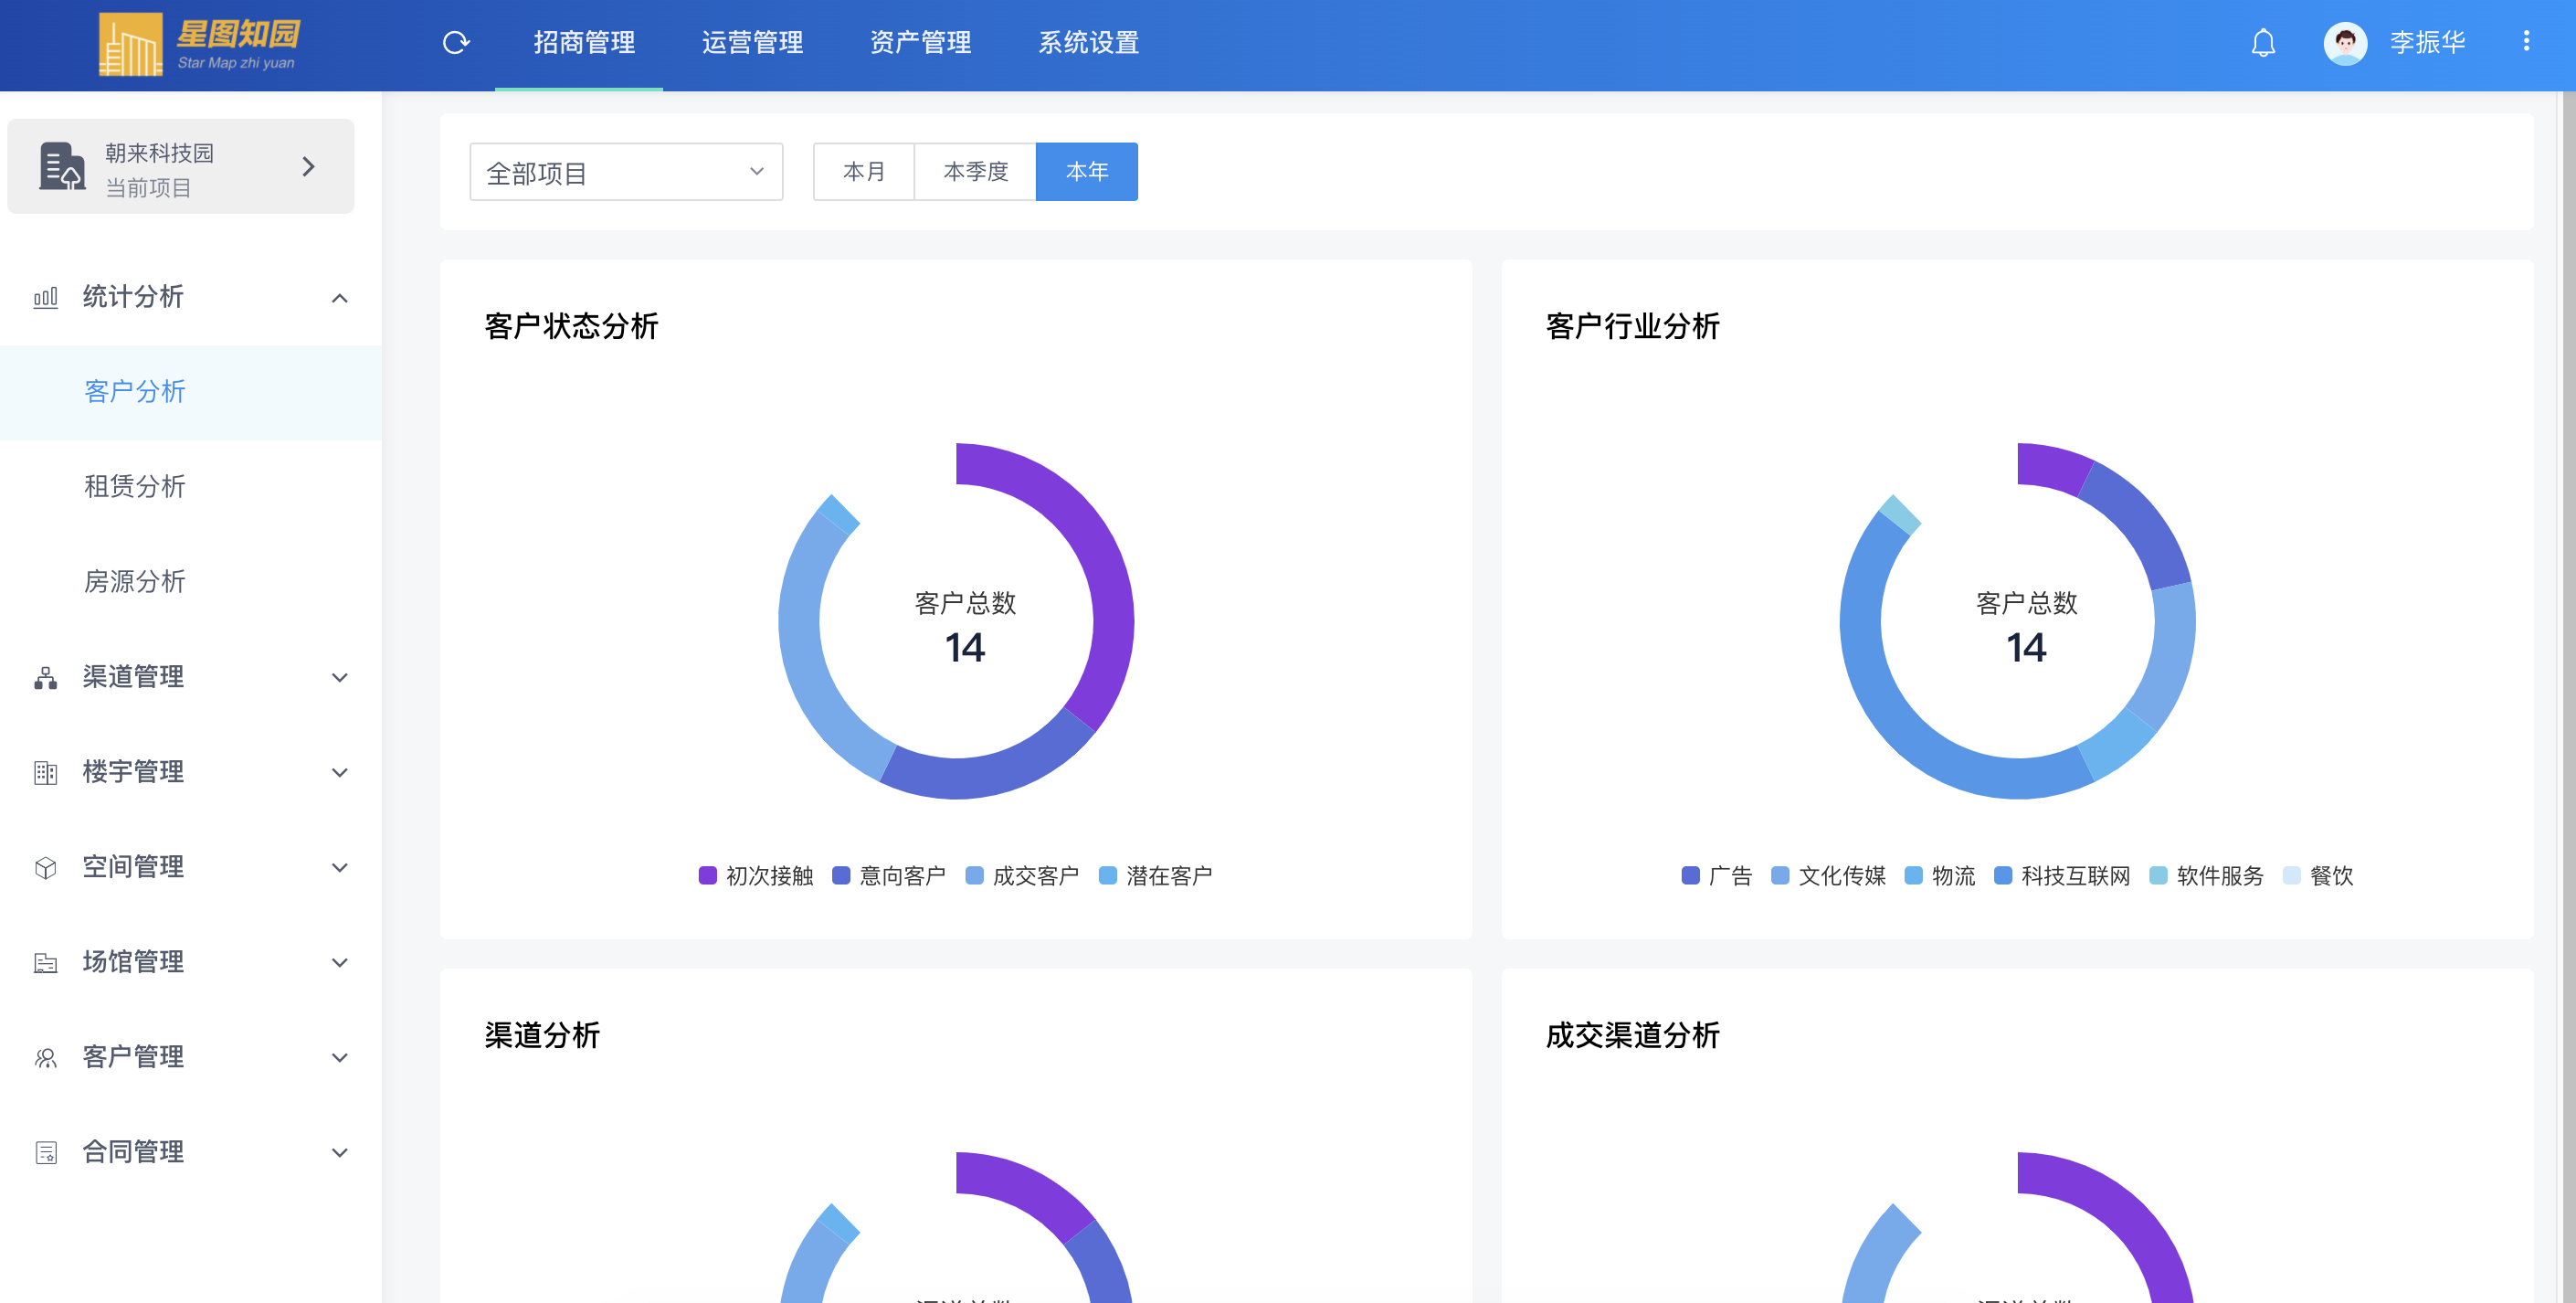 星图知园
Star Map zhi yuan
招商管理
运营管理
资产管理
系统设置
李振华
朝来科技园
当前项目
统计分析
客户分析
租赁分析
房源分析
渠道管理
楼宇管理
空间管理
场馆管理
客户管理
合同管理
全部项目
本月
本季度
本年
客户状态分析
客户总数
14
初次接触
意向客户
成交客户
潜在客户
客户行业分析
客户总数
14
广告
文化传媒
物流
科技互联网
软件服务
餐饮
渠道分析
成交渠道分析